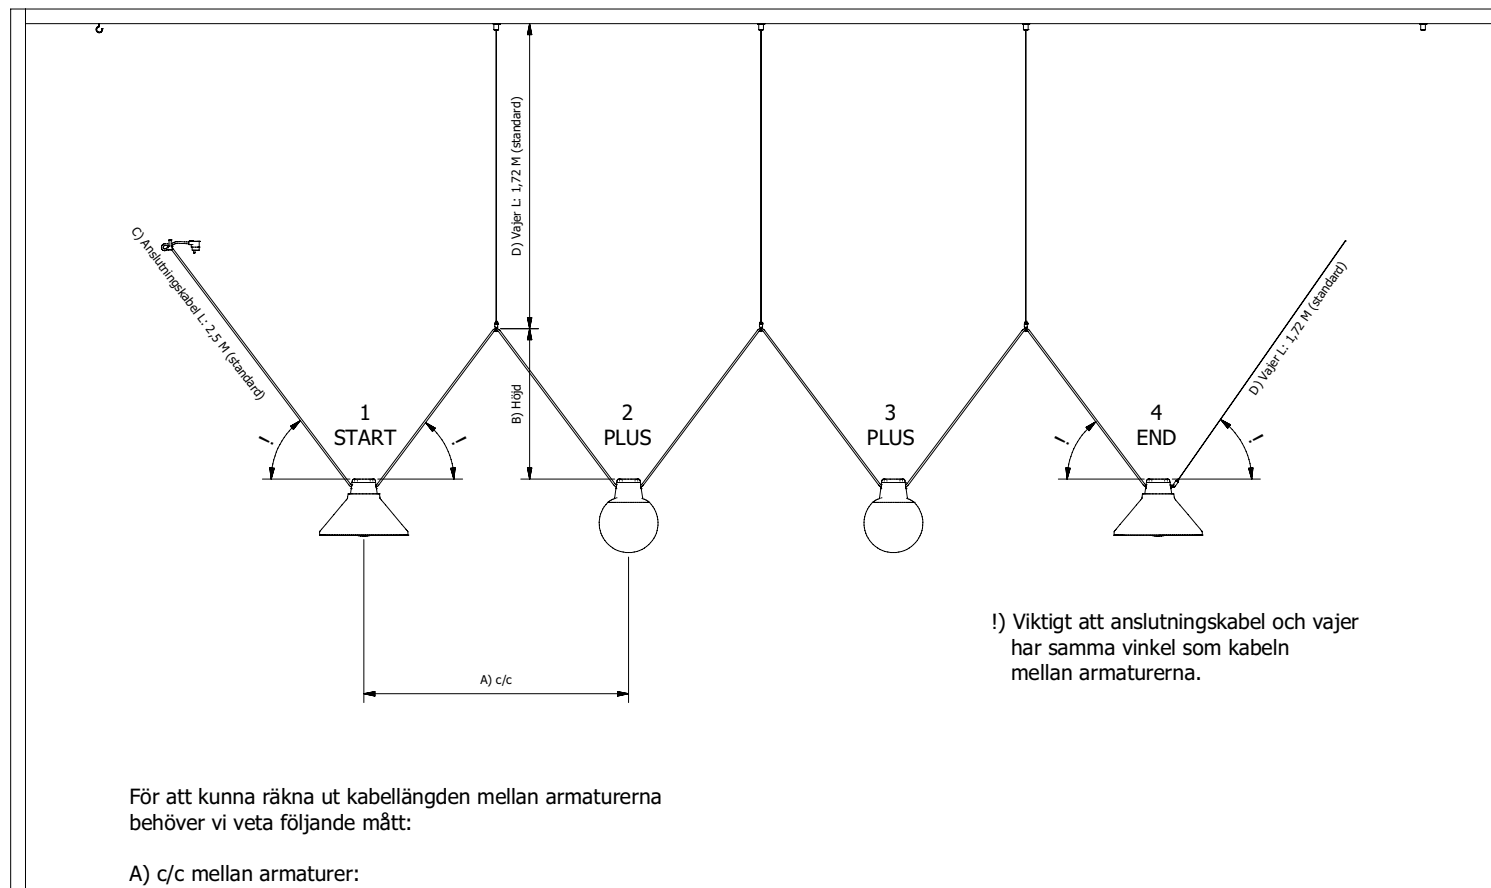 D) Vajer L: 1,72 M (standard)
C) Anslutningskabel L: 2,5 M (standard)
D) Vajer L: 1,72 M (standard)
B) Höjd
1
START
2
PLUS
3
PLUS
4
END
!
!
!
!
A) c/c
!) Viktigt att anslutningskabel och vajer
har samma vinkel som kabeln
mellan armaturerna.
För att kunna räkna ut kabellängden mellan armaturerna
behöver vi veta följande mått:
A) c/c mellan armaturer: